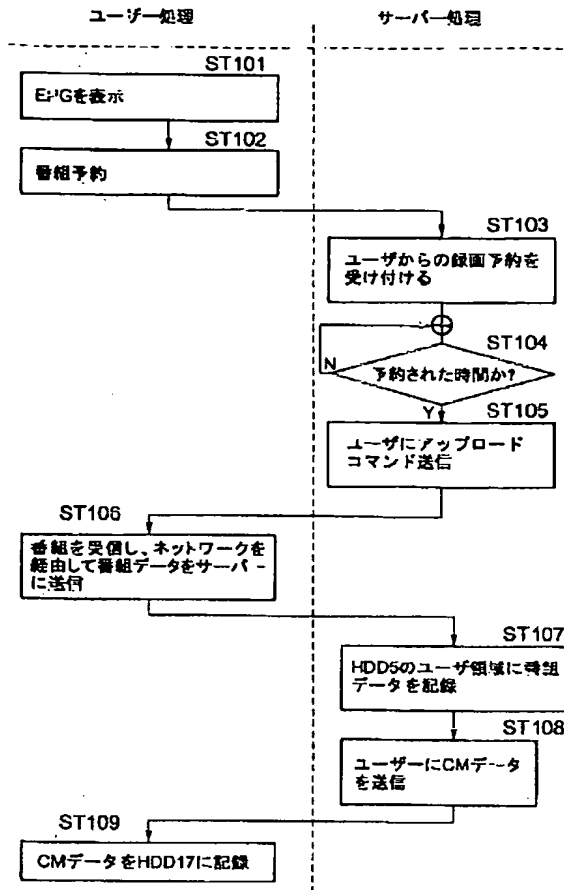 ユーザー処理
サーバー処理
ST101
EPGを表示
ST102
番組予約
ST103
ユーザからの録画予約を
受け付ける
ST104
予約された時間か?
N
Y
ST105
ユーザにアップロード
コマンド送信
ST106
番組を受信し、ネットワークを
経由して番組データをサーバー
に送信
ST107
HDD5のユーザ領域に番組
データを記録
ST108
ユーザーにCMデータ
を送信
ST109
CMデータをHDD17に記録